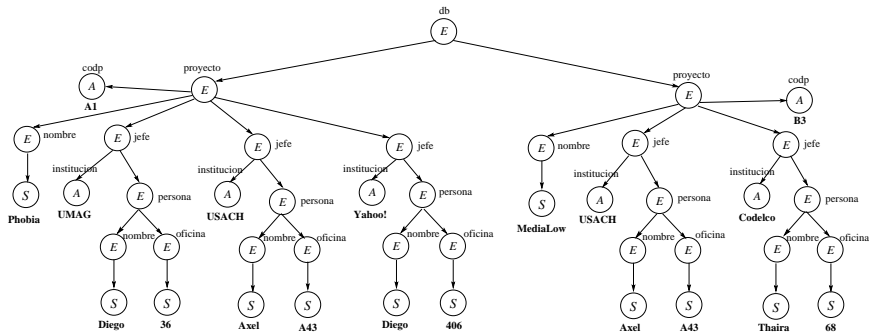 db
E
proyecto
proyecto
codp
codp
A
E
E
A
A1
B3
E nombre
E jefe
E jefe
E jefe
E nombre
E jefe
E jefe
institucion
institucion
institucion
institucion
institucion
S
A
E persona
A
E persona
A
E persona
S
A
E persona
A
E persona
Phobia
UMAG
USACH
Yahoo!
MediaLow
USACH
Codelco
nombre oficina
nombre oficina
nombre oficina
nombre oficina
nombre oficina
E E E E E E E E E E
S S S S S S S S S S
Diego 36 Axel A43 Diego 406 Axel A43 Thaira 68